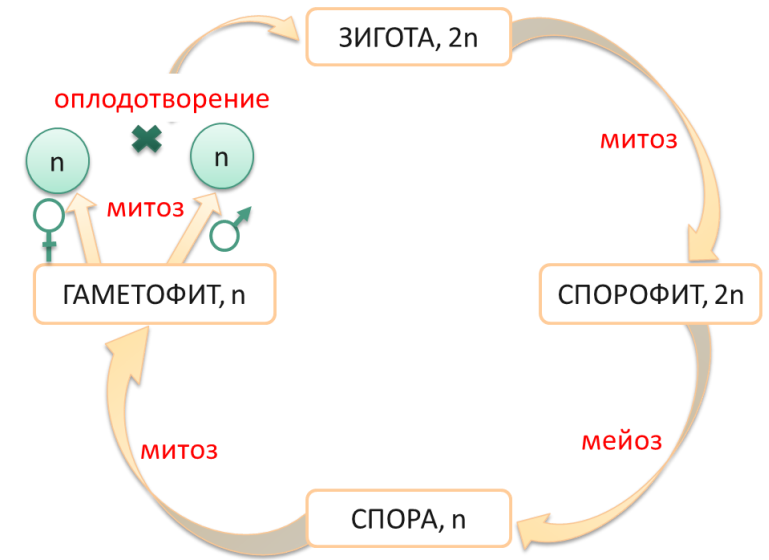 ЗИГОТА, 2n
оплодотворение
митоз
n
n
митоз
ГАМЕТОФИТ, n
СПОРОФИТ, 2n
мейоз
митоз
СПОРА, n